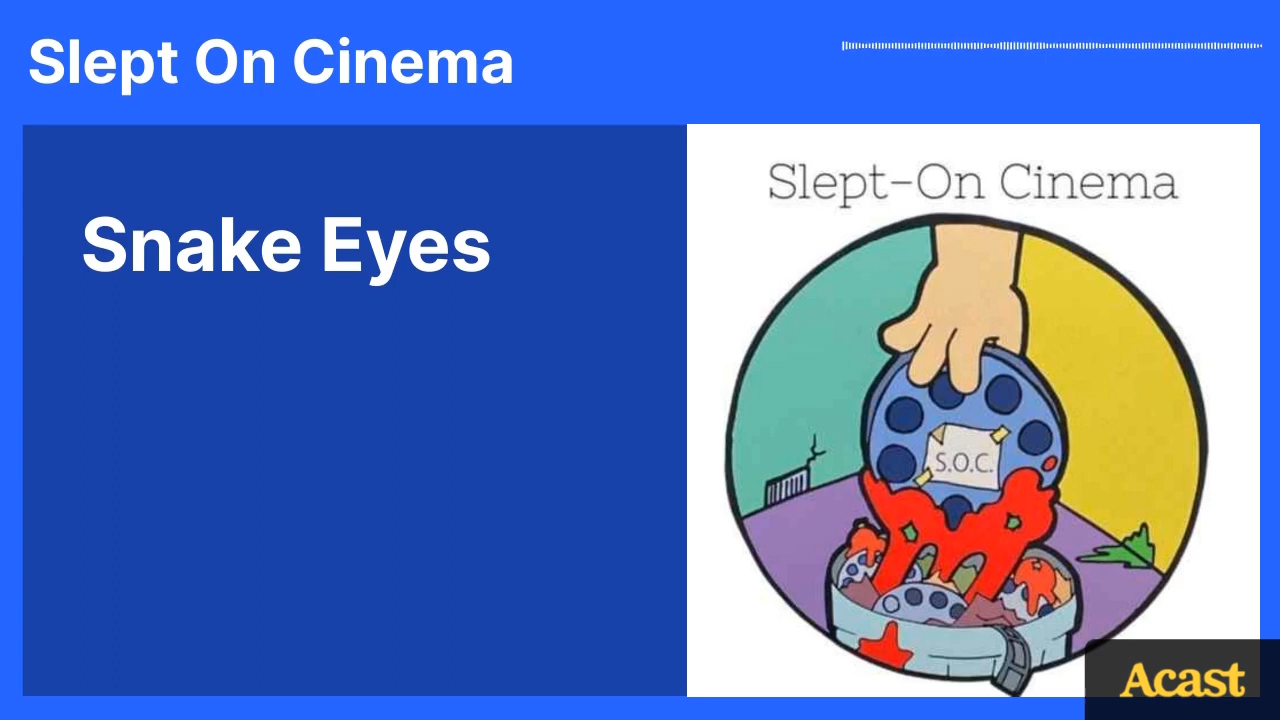 Slept On Cinema
Snake Eyes
Slept-On Cinema
S.O.C.
Acast